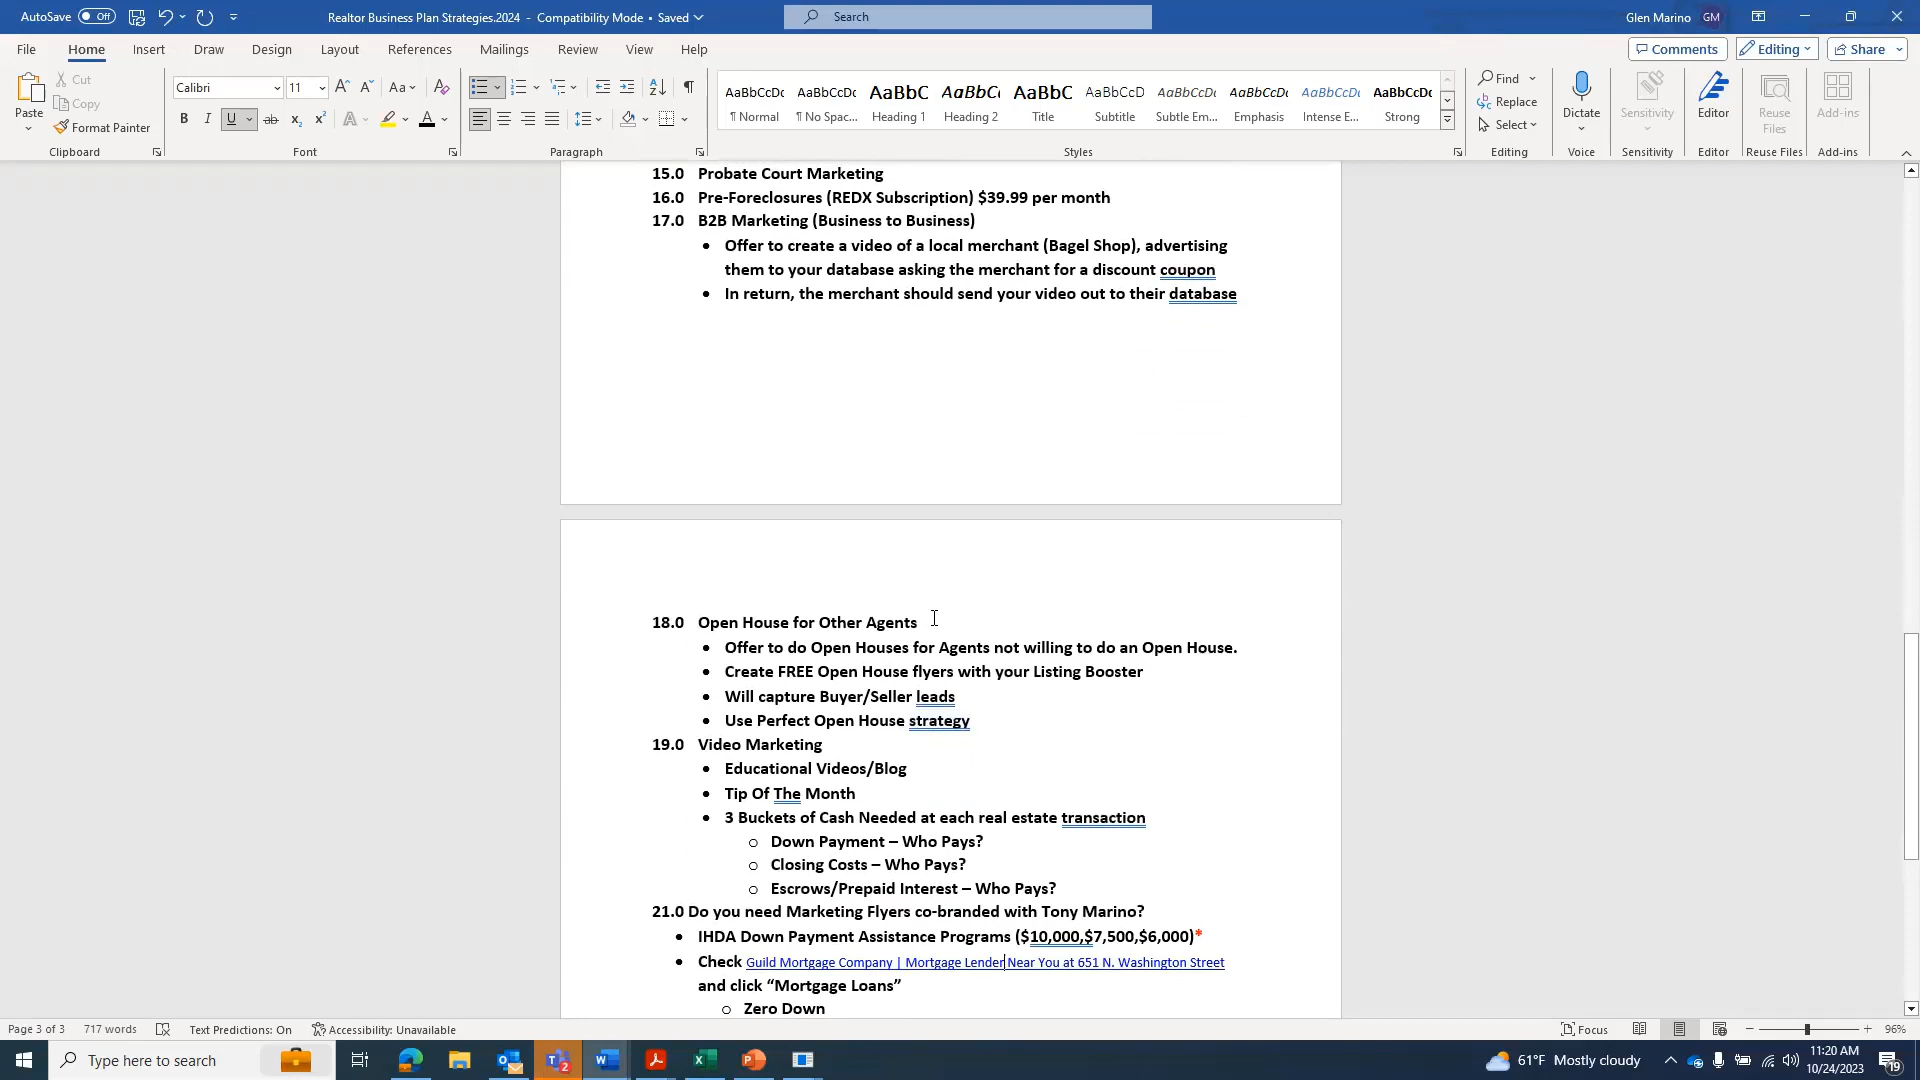 AutoSave Off Realtor Business Plan Strategies.2024 - Compatibility Mode • Saved Search Glen Marino GM
File Home Insert Draw Design Layout References Mailings Review View Help Comments Editing Share
Paste Cut Copy Format Painter Clipboard
Calibri 11 Font
Paragraph
AaBbCcDc AaBbCcDc AaBbC AaBbCc AaBbC AaBbCcD AaBbCcDc AaBbCcDc AaBbCcDc AaBbCcDc
¶ Normal ¶ No Spac... Heading 1 Heading 2 Title Subtitle Subtle Em... Emphasis Intense E... Strong
Styles
Find Replace Select Editing
Dictate Voice
Sensitivity Sensitivity
Editor Editor
Reuse Files Reuse Files
Add-ins Add-ins
15.0 Probate Court Marketing
16.0 Pre-Foreclosures (REDX Subscription) $39.99 per month
17.0 B2B Marketing (Business to Business)
• Offer to create a video of a local merchant (Bagel Shop), advertising
them to your database asking the merchant for a discount coupon
• In return, the merchant should send your video out to their database
18.0 Open House for Other Agents
• Offer to do Open Houses for Agents not willing to do an Open House.
• Create FREE Open House flyers with your Listing Booster
• Will capture Buyer/Seller leads
• Use Perfect Open House strategy
19.0 Video Marketing
• Educational Videos/Blog
• Tip Of The Month
• 3 Buckets of Cash Needed at each real estate transaction
o Down Payment – Who Pays?
o Closing Costs – Who Pays?
o Escrows/Prepaid Interest – Who Pays?
21.0 Do you need Marketing Flyers co-branded with Tony Marino?
• IHDA Down Payment Assistance Programs ($10,000,$7,500,$6,000)*
• Check Guild Mortgage Company | Mortgage Lender Near You at 651 N. Washington Street
and click “Mortgage Loans”
o Zero Down
Page 3 of 3 717 words Text Predictions: On Accessibility: Unavailable Focus 96%
Type here to search 61°F Mostly cloudy 11:20 AM
10/24/2023 19